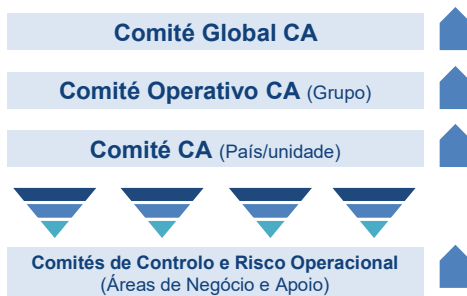 Comité Global CA
Comité Operativo CA (Grupo)
Comité CA (País/unidade)
Comités de Controlo e Risco Operacional
(Áreas de Negócio e Apoio)